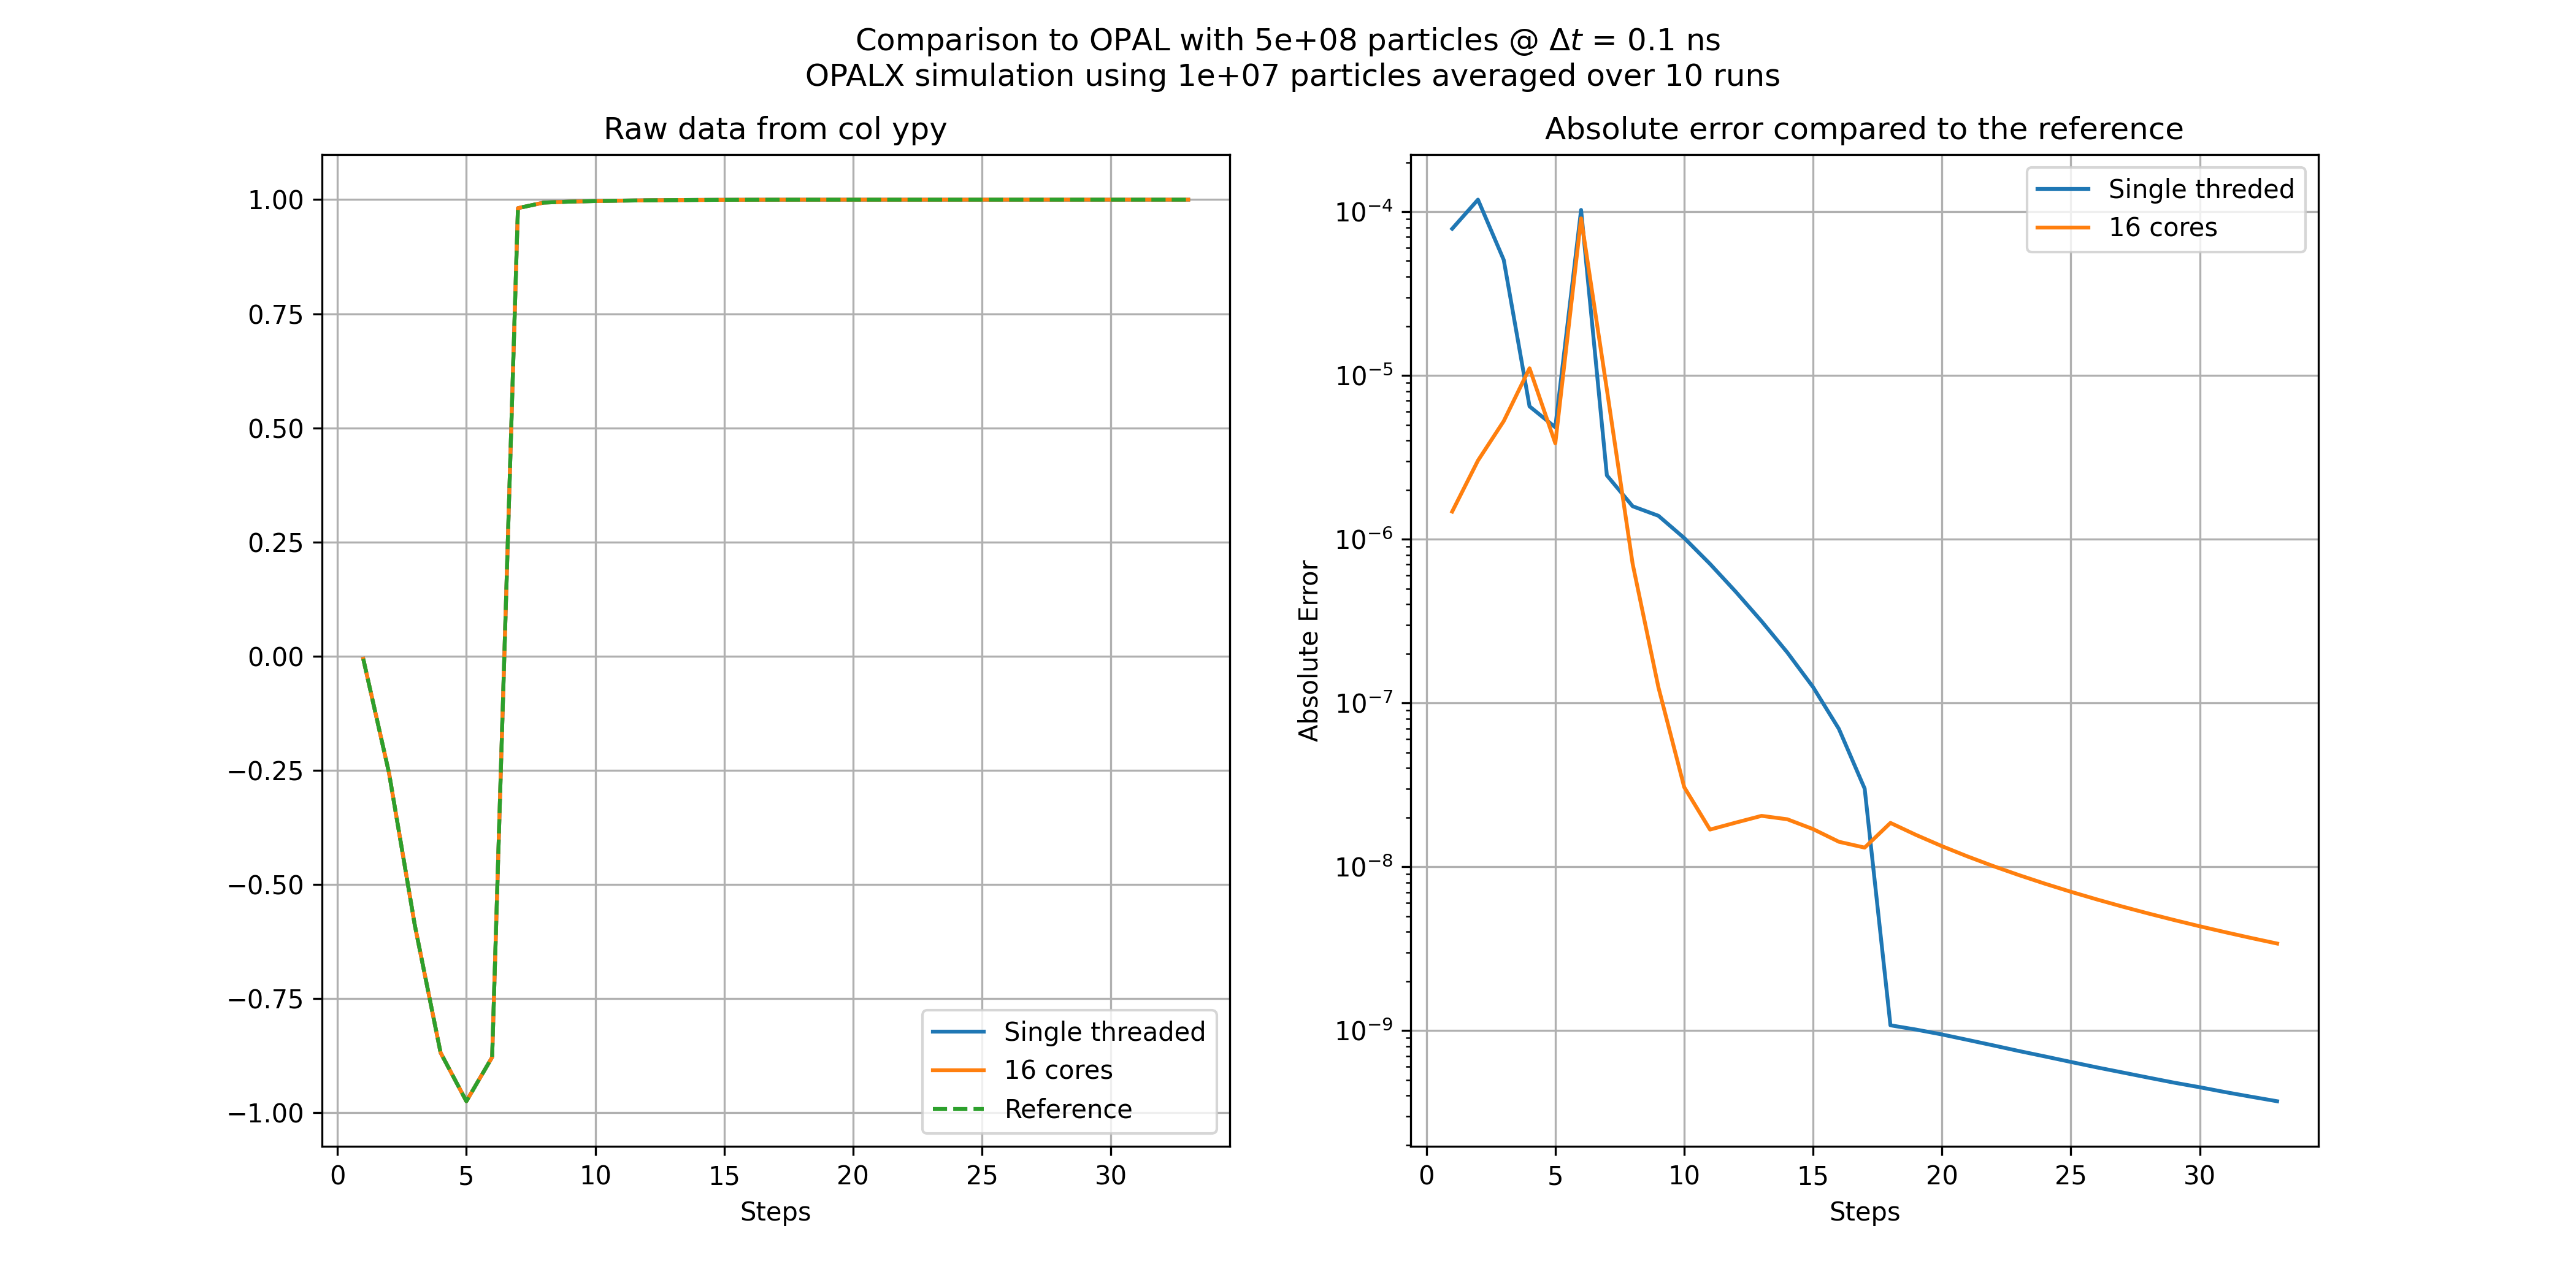 Comparison to OPAL with 5e+08 particles @ Δt = 0.1 ns
OPALX simulation using 1e+07 particles averaged over 10 runs
Raw data from col ypy
1.00
0.75
0.50
0.25
0.00
−0.25
−0.50
−0.75
−1.00
0 5 10 15 20 25 30
Steps
Single threaded
16 cores
Reference
Absolute error compared to the reference
Absolute Error
10⁻⁴
10⁻⁵
10⁻⁶
10⁻⁷
10⁻⁸
10⁻⁹
0 5 10 15 20 25 30
Steps
Single threded
16 cores